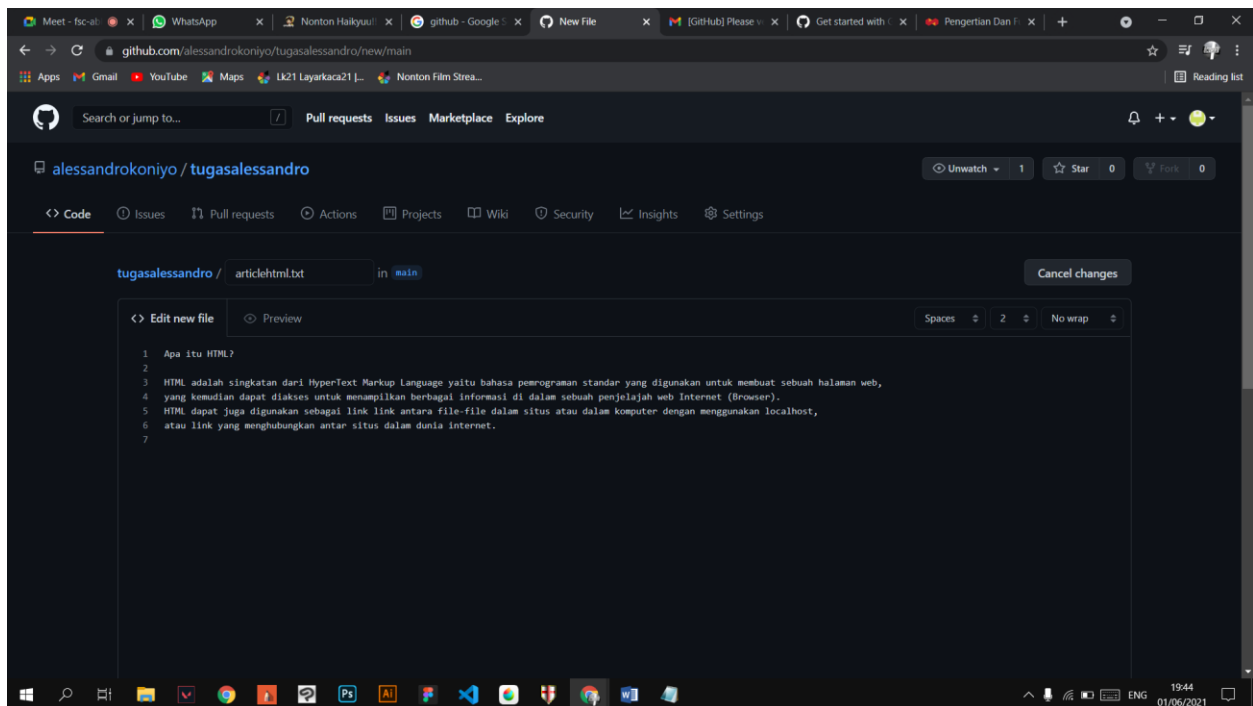 Meet - fsc-ab
WhatsApp
Nonton Haikyuu!
github - Google S
New File
[GitHub] Please v
Get started with
Pengertian Dan F
github.com/alessandrokoniyo/tugasalessandro/new/main
Apps
Gmail
YouTube
Maps
Lk21 Layarkaca21 |...
Nonton Film Strea...
Reading list
Search or jump to...
/
Pull requests
Issues
Marketplace
Explore
alessandrokoniyo / tugasalessandro
Unwatch
1
Star
0
Fork
0
Code
Issues
Pull requests
Actions
Projects
Wiki
Security
Insights
Settings
tugasalessandro / articlehtml.txt in main
Cancel changes
Edit new file
Preview
Spaces
2
No wrap
1 Apa itu HTML?
2
3 HTML adalah singkatan dari HyperText Markup Language yaitu bahasa pemrograman standar yang digunakan untuk membuat sebuah halaman web,
4 yang kemudian dapat diakses untuk menampilkan berbagai informasi di dalam sebuah penjelajah web Internet (Browser).
5 HTML dapat juga digunakan sebagai link link antara file-file dalam situs atau dalam komputer dengan menggunakan localhost,
6 atau link yang menghubungkan antar situs dalam dunia internet.
7
Ps
Ai
ENG
19:44
01/06/2021